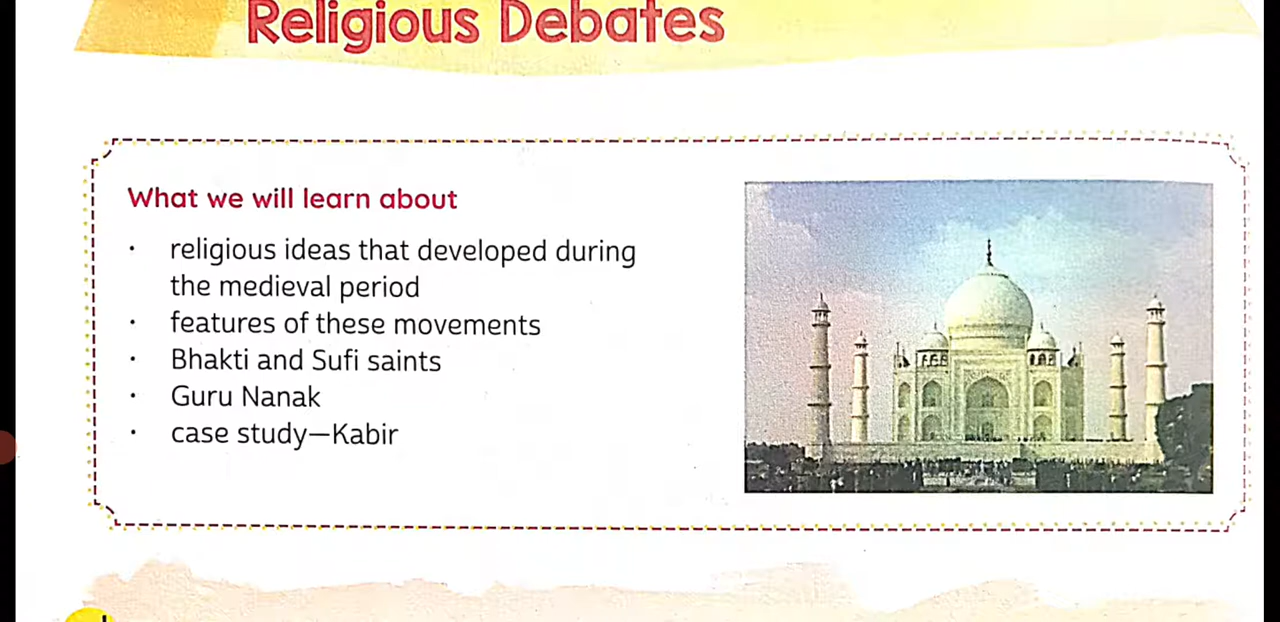 Religious Debates
What we will learn about
• religious ideas that developed during
the medieval period
• features of these movements
• Bhakti and Sufi saints
• Guru Nanak
• case study—Kabir